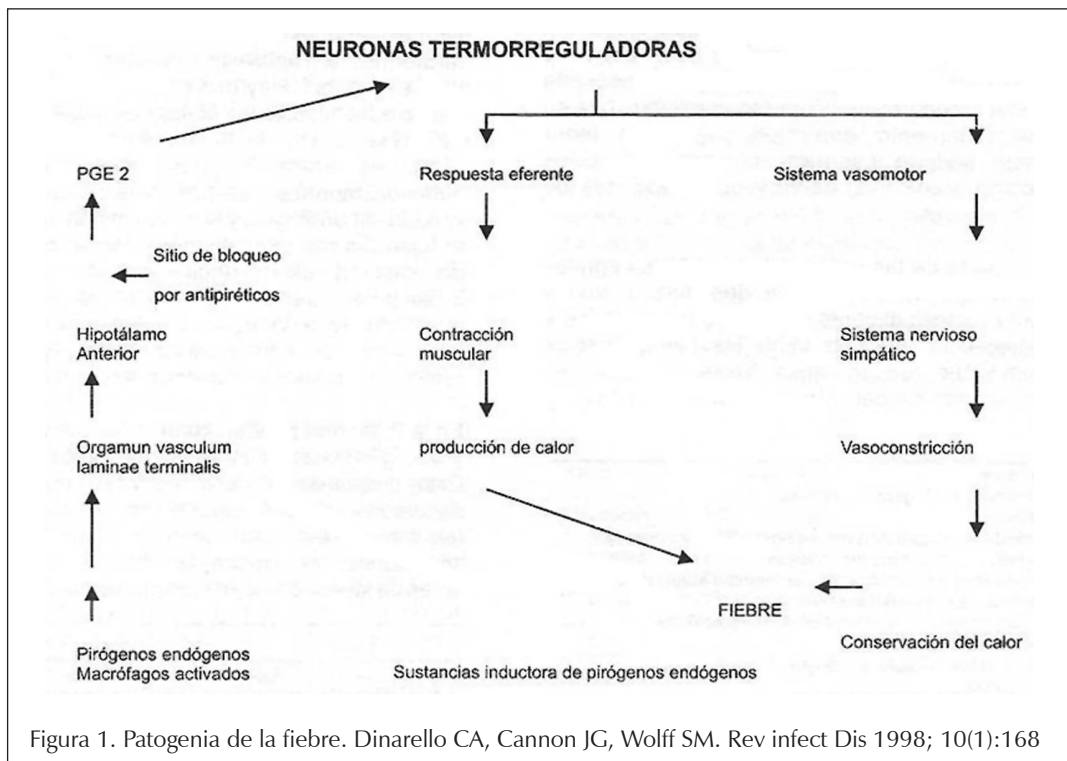 NEURONAS TERMORREGULADORAS
PGE 2
Respuesta eferente
Sistema vasomotor
Sitio de bloqueo
por antipiréticos
Hipotálamo
Anterior
Contracción
muscular
Sistema nervioso
simpático
Orgamun vasculum
laminae terminalis
producción de calor
Vasoconstricción
FIEBRE
Conservación del calor
Pirógenos endógenos
Macrófagos activados
Sustancias inductora de pirógenos endógenos
Figura 1. Patogenia de la fiebre. Dinarello CA, Cannon JG, Wolff SM. Rev infect Dis 1998; 10(1):168